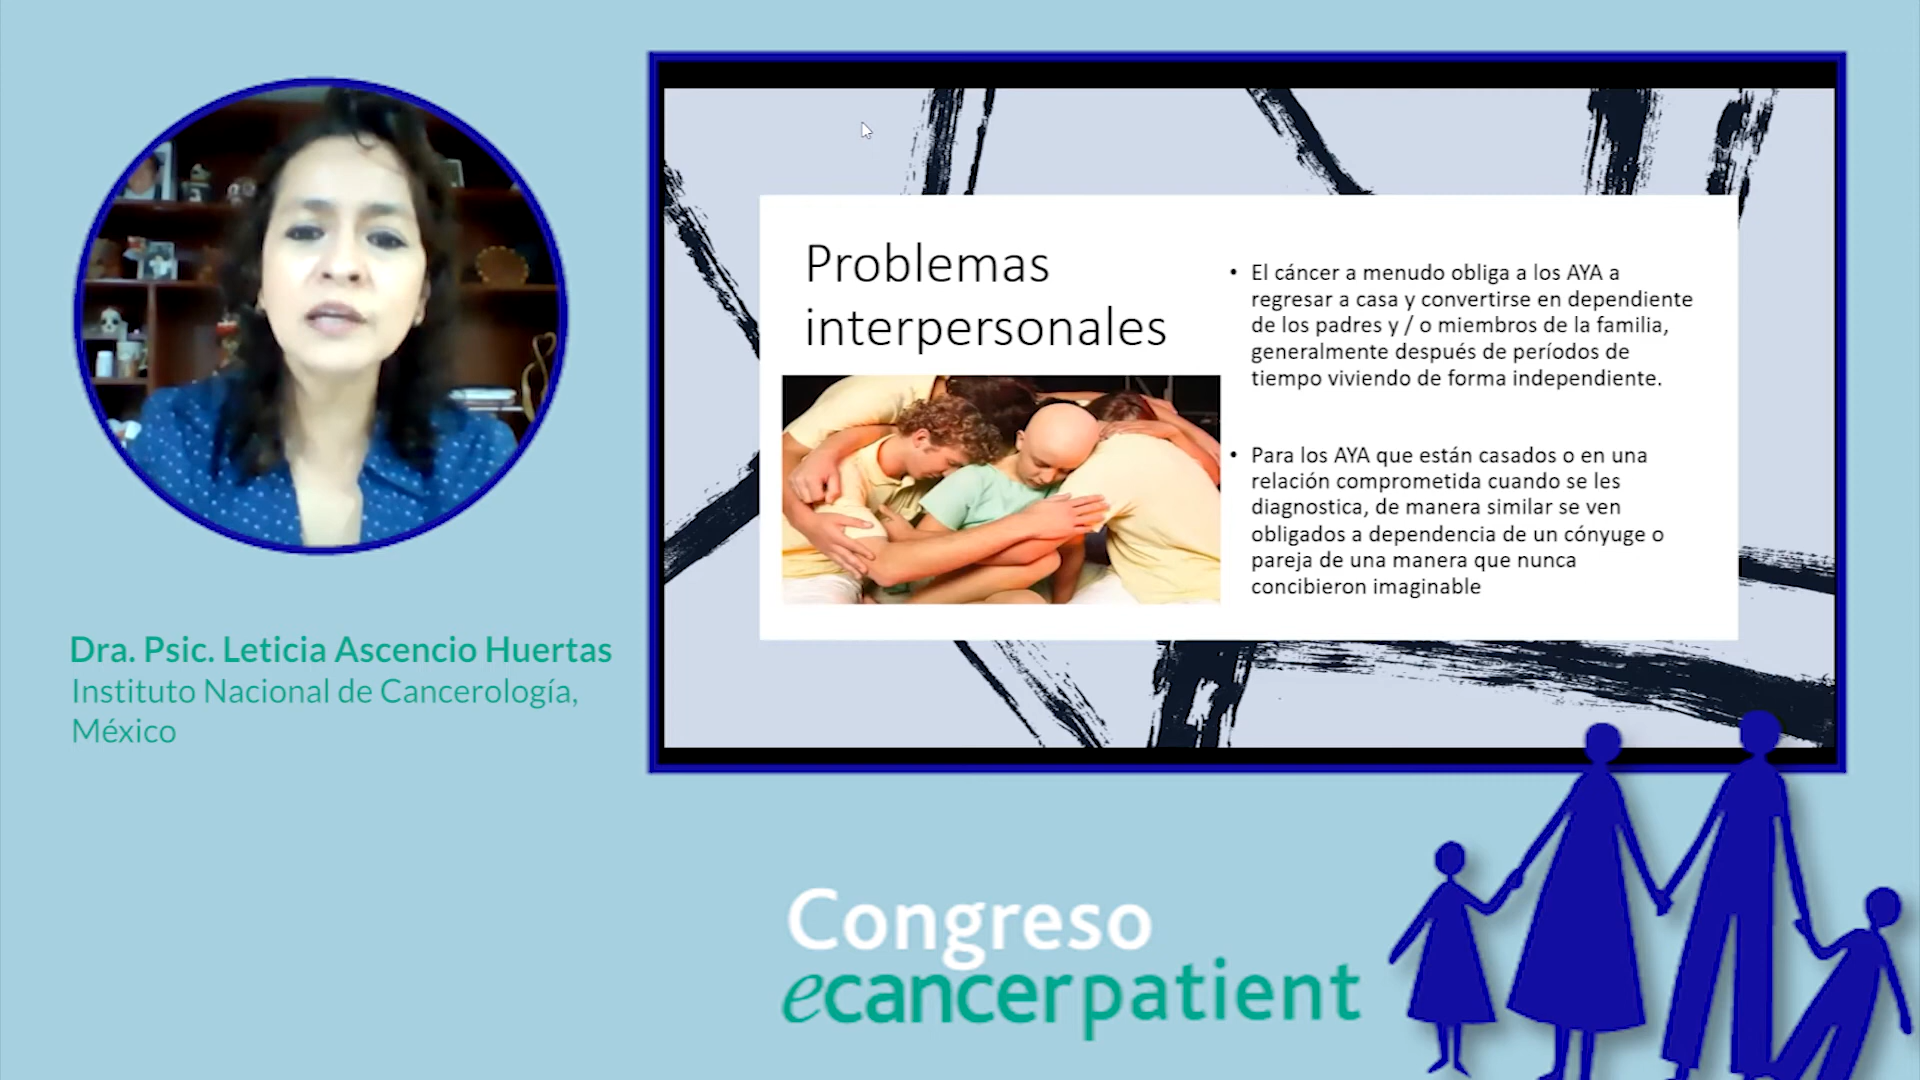 Problemas
interpersonales
• El cáncer a menudo obliga a los AYA a
regresar a casa y convertirse en dependiente
de los padres y / o miembros de la familia,
generalmente después de períodos de
tiempo viviendo de forma independiente.
• Para los AYA que están casados o en una
relación comprometida cuando se les
diagnostica, de manera similar se ven
obligados a dependencia de un cónyuge o
pareja de una manera que nunca
concibieron imaginable
Dra. Psic. Leticia Ascencio Huertas
Instituto Nacional de Cancerología,
México
Congreso
ecancerpatient